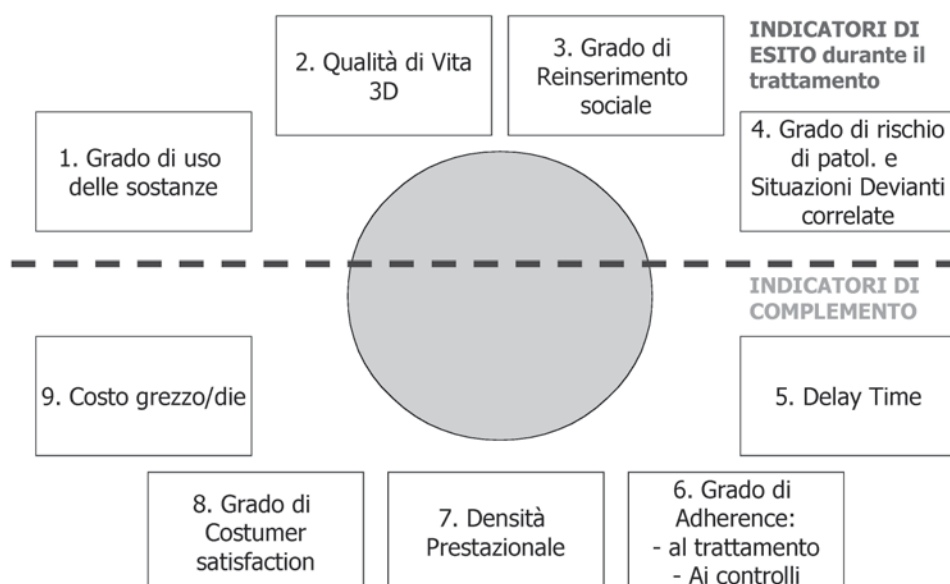 2. Qualità di Vita
3D
3. Grado di
Reinserimento
sociale
INDICATORI DI
ESITO durante il
trattamento
1. Grado di uso
delle sostanze
4. Grado di rischio
di patol. e
Situazioni Devianti
correlate
INDICATORI DI
COMPLEMENTO
9. Costo grezzo/die
5. Delay Time
8. Grado di
Costumer
satisfaction
7. Densità
Prestazionale
6. Grado di
Adherence:
- al trattamento
- Ai controlli